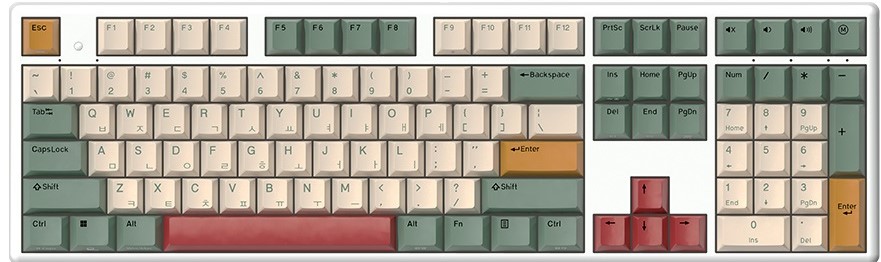 Esc F1 F2 F3 F4 F5 F6 F7 F8 F9 F10 F11 F12 PrtSc ScrLk Pause M
~ ! @ # $ % ^ & * ( ) _ + ←Backspace Ins Home PgUp Num / * −
\ 1 2 3 4 5 6 7 8 9 0 - =
Tab Q W E R T Y U I O P { } | Del End PgDn 7 8 9 +
ㅂ ㅈ ㄷ ㄱ ㅅ ㅛ ㅕ ㅑ ㅐ ㅔ [ ] \ Home ↑ PgUp
CapsLock A S D F G H J K L : " ↵Enter 4 5 6
ㅁ ㄴ ㅇ ㄹ ㅎ ㅗ ㅓ ㅏ ㅣ ; ' ← →
⇧Shift Z X C V B N M < > ? ⇧Shift ↑ 1 2 3 Enter
ㅋ ㅌ ㅊ ㅍ ㅠ ㅜ ㅡ , . / End ↓ PgDn ↵
Ctrl Alt Alt Fn Ctrl ← ↓ → 0 .
Ins Del